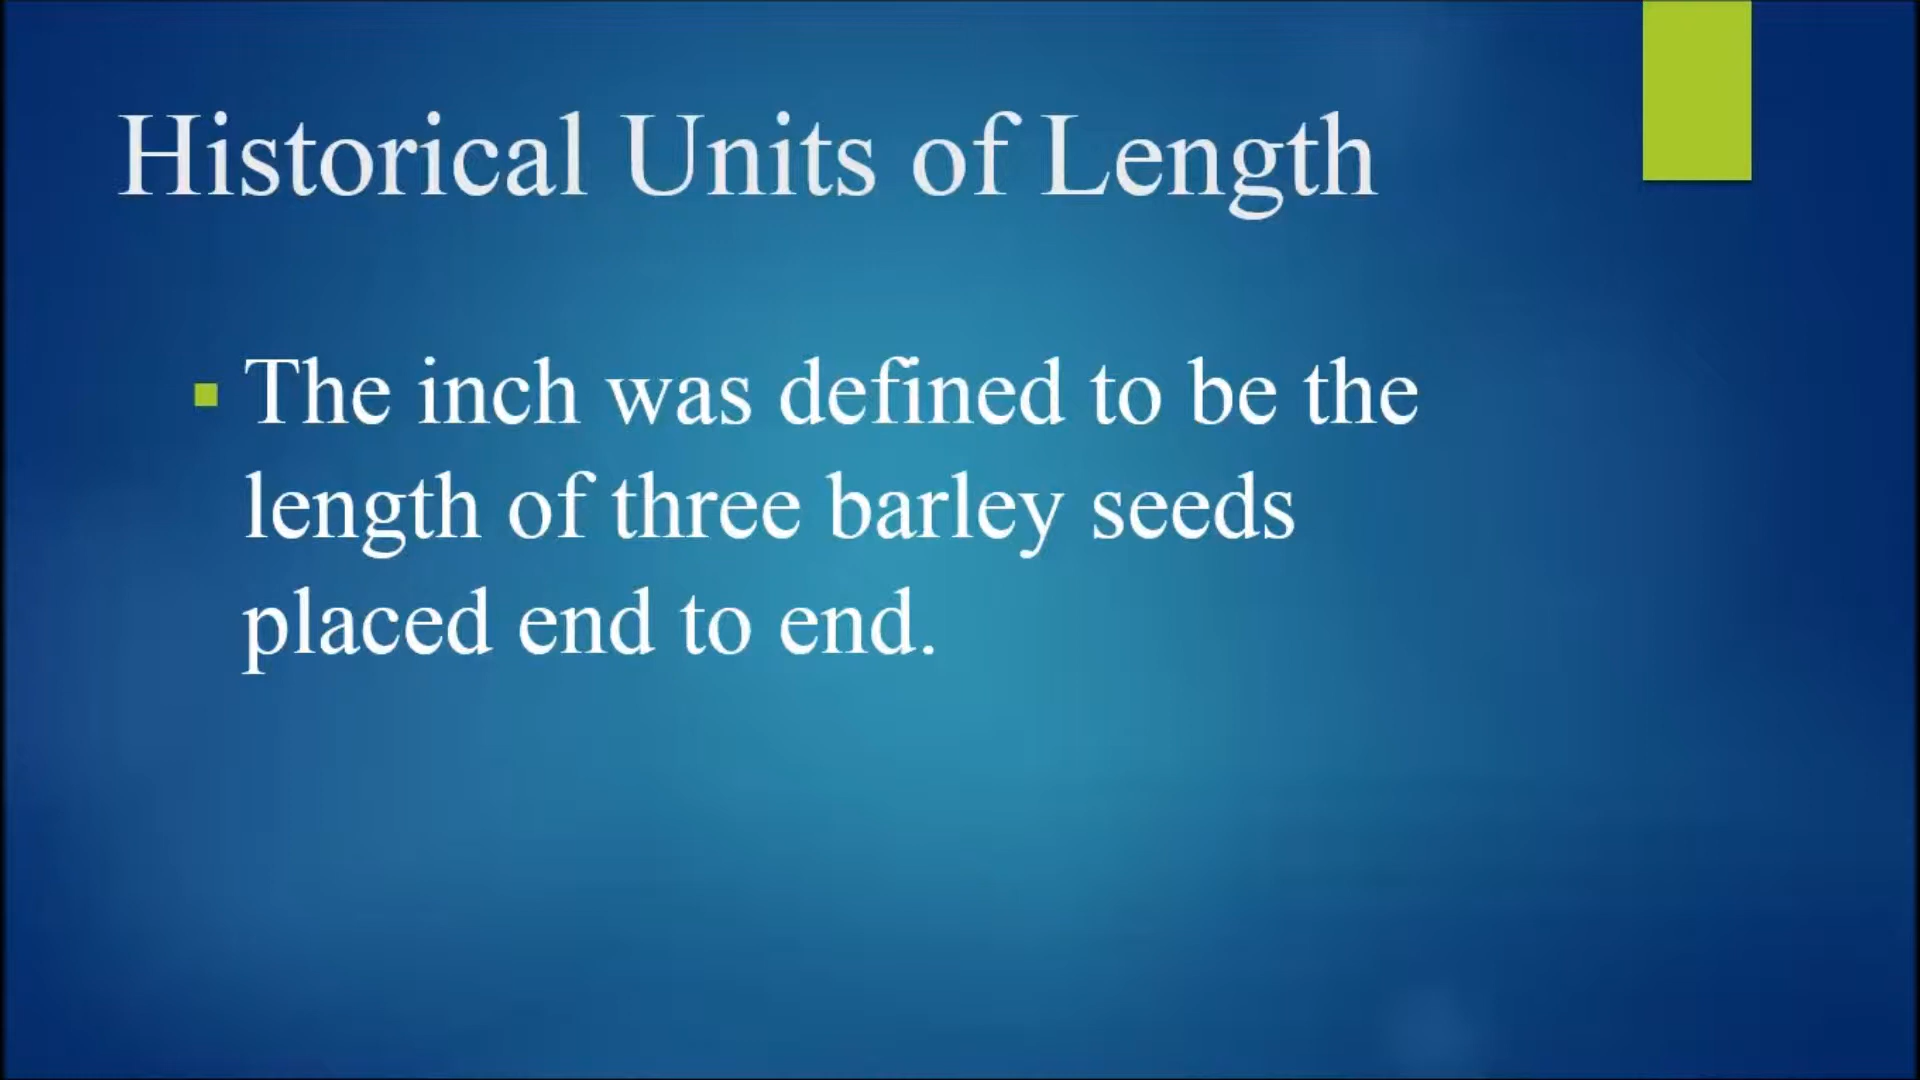 Historical Units of Length
The inch was defined to be the
length of three barley seeds
placed end to end.